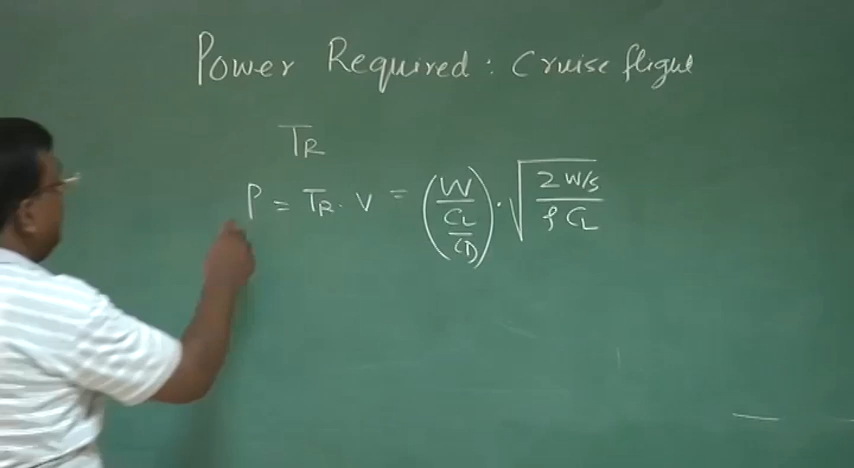 Power Required : Cruise flight
T_R
P = T_R . V = (W / (C_L / C_D)) . √(2 W/S / ρ C_L)